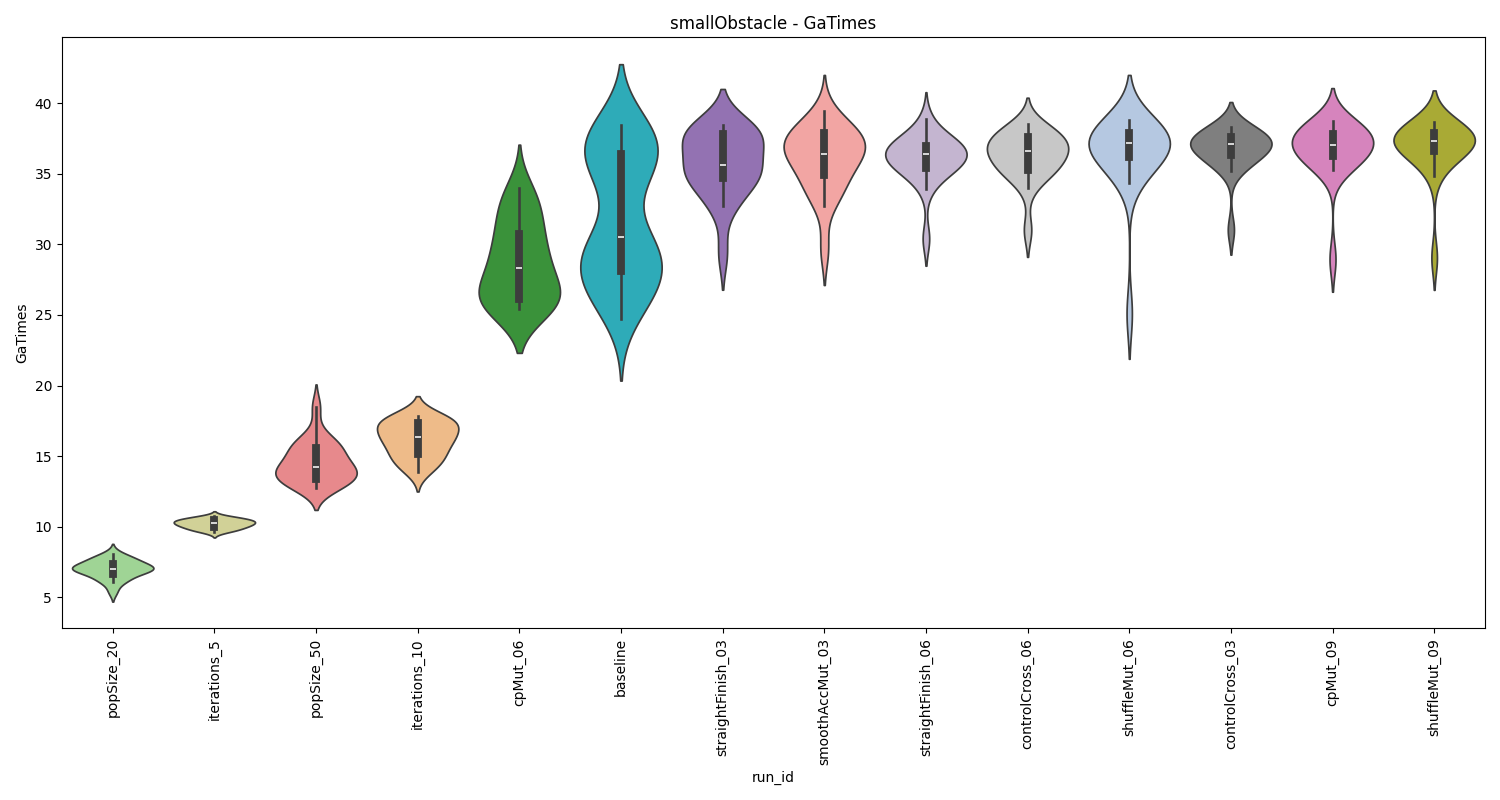 smallObstacle - GaTimes
GaTimes
40
35
30
25
20
15
10
5
popSize_20
iterations_5
popSize_50
iterations_10
cpMut_06
baseline
straightFinish_03
smoothAccMut_03
straightFinish_06
controlCross_06
shuffleMut_06
controlCross_03
cpMut_09
shuffleMut_09
run_id